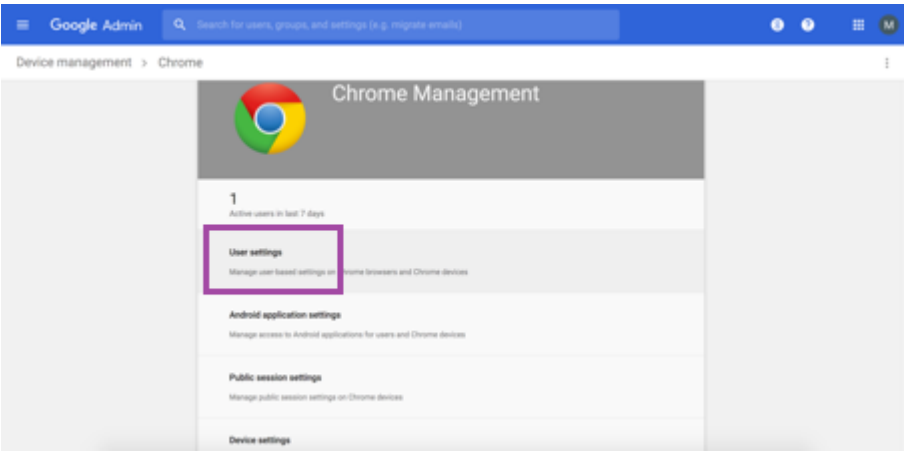 Google Admin
Search for users, groups, and settings (e.g. migrate emails)
M
Device management > Chrome
Chrome Management
1
Active users in last 7 days
User settings
Manage user-based settings on Chrome browsers and Chrome devices
Android application settings
Manage access to Android applications for users and Chrome devices
Public session settings
Manage public session settings on Chrome devices
Device settings